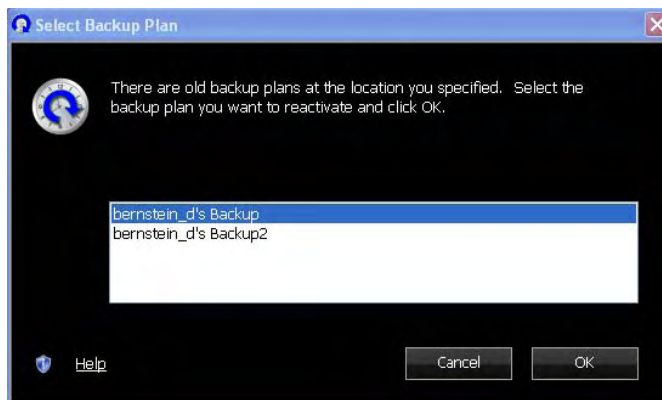 Select Backup Plan
There are old backup plans at the location you specified. Select the
backup plan you want to reactivate and click OK.
bernstein_d's Backup
bernstein_d's Backup2
Help
Cancel
OK